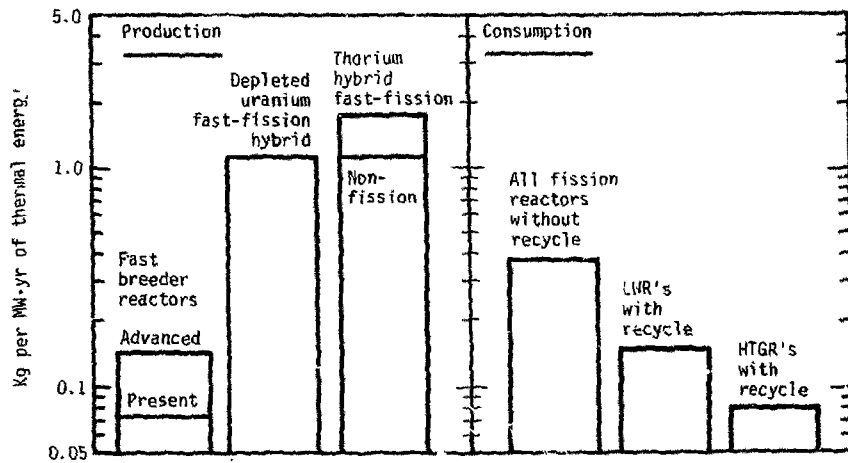 5.0
Production
Consumption
Depleted
uranium
fast-fission
hybrid
Thorium
hybrid
fast-fission
Kg per MW·yr of thermal energy
1.0
Non-
fission
All fission
reactors
without
recycle
Fast
breeder
reactors
LWR's
with
recycle
Advanced
HTGR's
with
recycle
0.1
Present
0.05